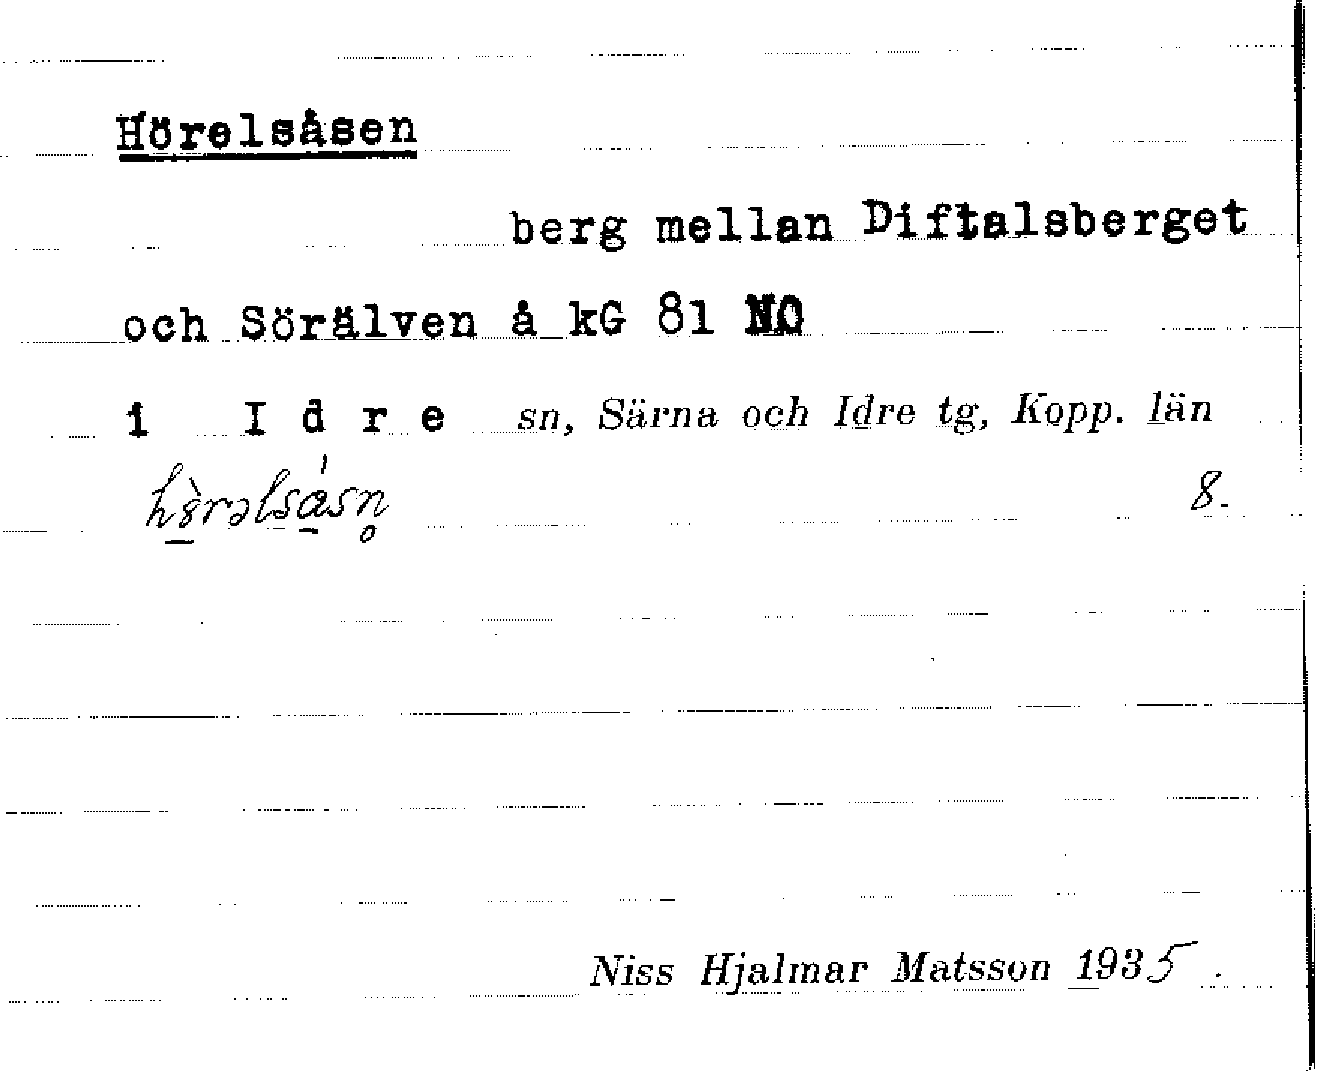 Hörelsåsen
berg mellan Diftalsberget
och Sörälven å kG 81 NO
i Idre sn, Särna och Idre tg, Kopp. län
8.
Niss Hjalmar Matsson 1935.